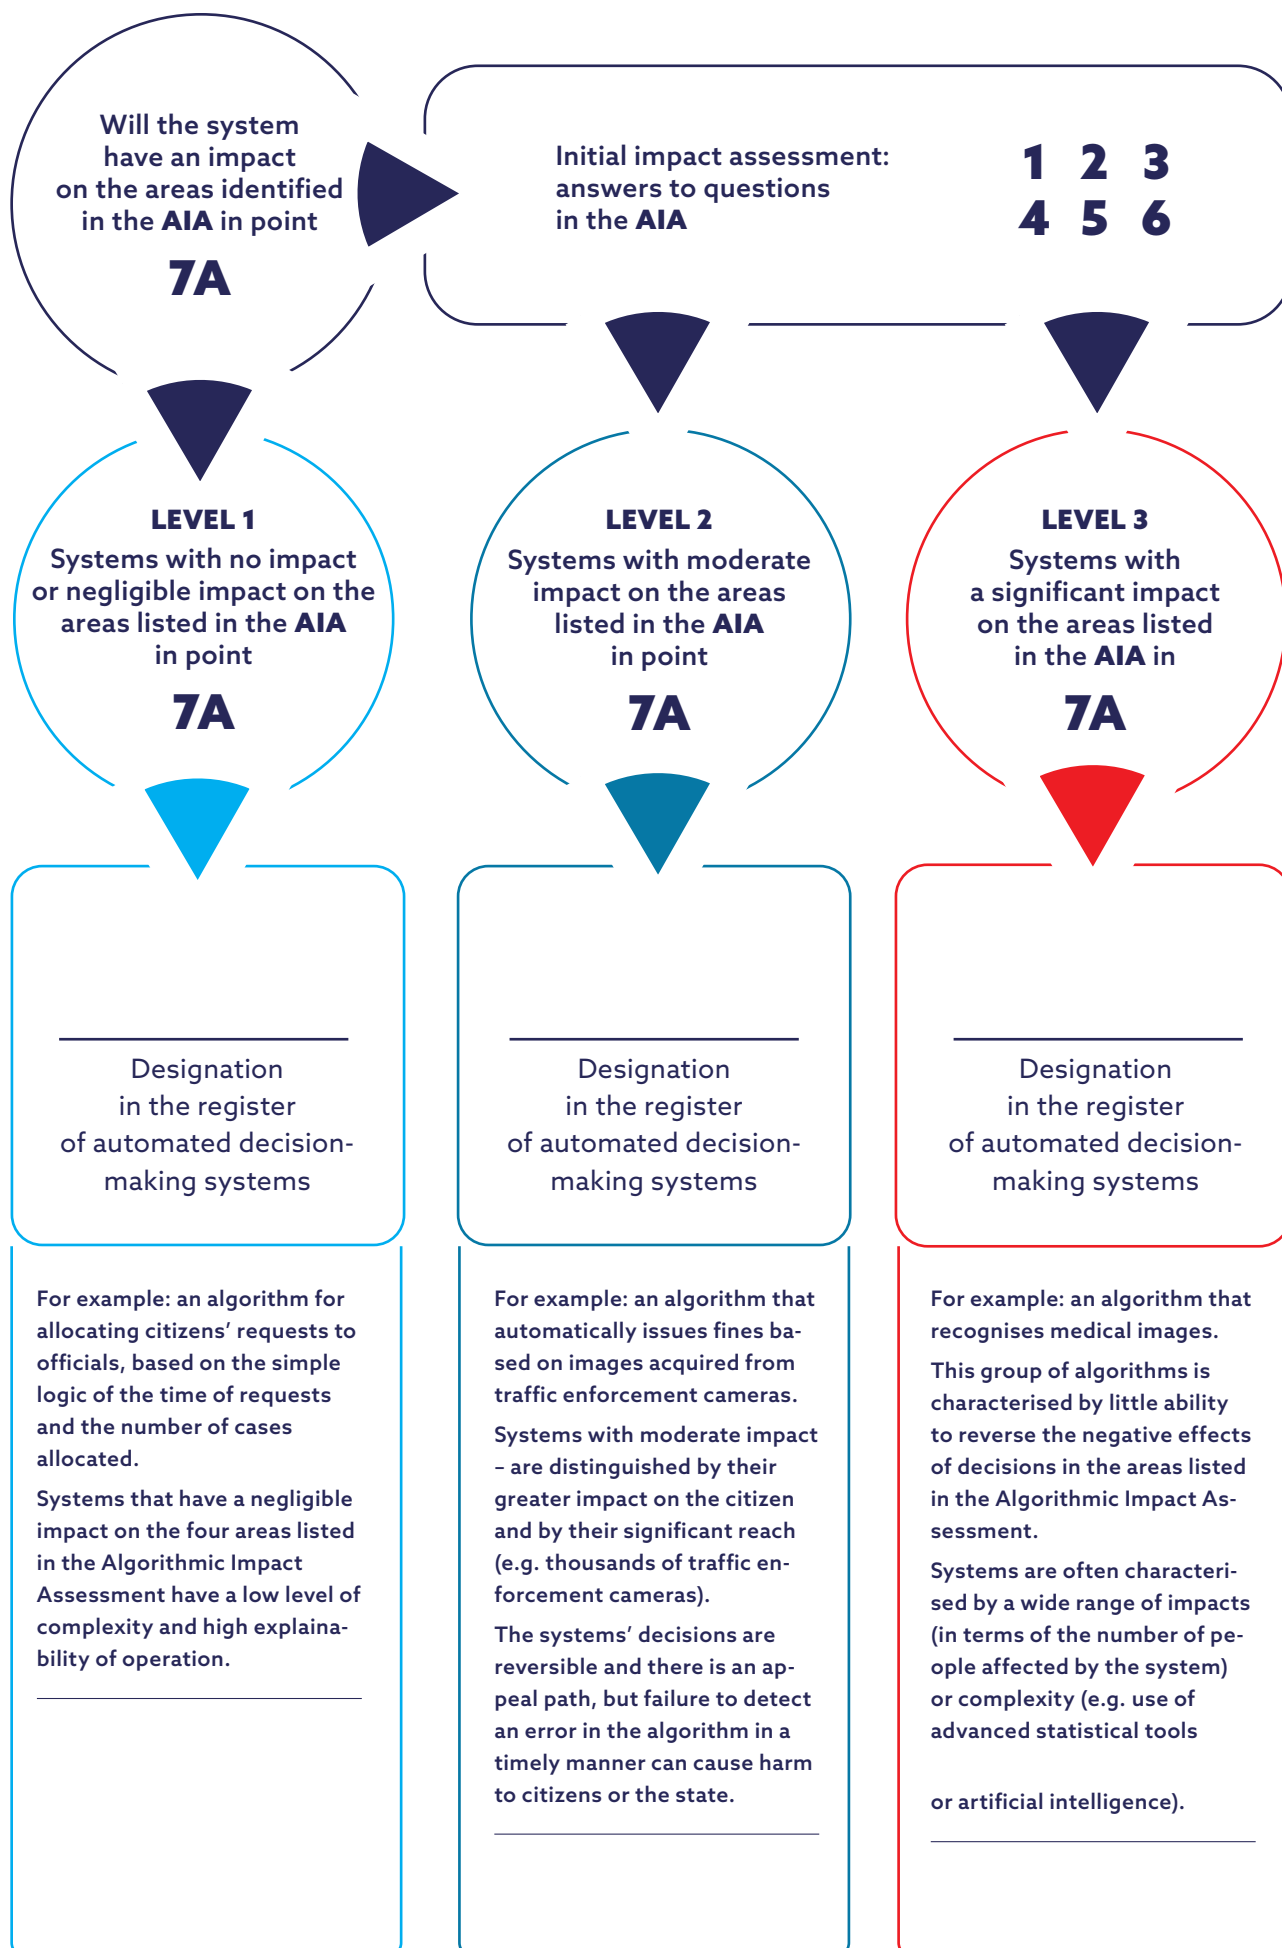 Will the system
have an impact
on the areas identified
in the AIA in point
7A
Initial impact assessment:
answers to questions
in the AIA
1 2 3
4 5 6
LEVEL 1
Systems with no impact
or negligible impact on the
areas listed in the AIA
in point
7A
LEVEL 2
Systems with moderate
impact on the areas
listed in the AIA
in point
7A
LEVEL 3
Systems with
a significant impact
on the areas listed
in the AIA in
7A
Designation
in the register
of automated decision-
making systems
Designation
in the register
of automated decision-
making systems
Designation
in the register
of automated decision-
making systems
For example: an algorithm for
allocating citizens' requests to
officials, based on the simple
logic of the time of requests
and the number of cases
allocated.
Systems that have a negligible
impact on the four areas listed
in the Algorithmic Impact
Assessment have a low level of
complexity and high explaina-
bility of operation.
For example: an algorithm that
automatically issues fines ba-
sed on images acquired from
traffic enforcement cameras.
Systems with moderate impact
– are distinguished by their
greater impact on the citizen
and by their significant reach
(e.g. thousands of traffic en-
forcement cameras).
The systems' decisions are
reversible and there is an ap-
peal path, but failure to detect
an error in the algorithm in a
timely manner can cause harm
to citizens or the state.
For example: an algorithm that
recognises medical images.
This group of algorithms is
characterised by little ability
to reverse the negative effects
of decisions in the areas listed
in the Algorithmic Impact As-
sessment.
Systems are often characteri-
sed by a wide range of impacts
(in terms of the number of pe-
ople affected by the system)
or complexity (e.g. use of
advanced statistical tools
or artificial intelligence).